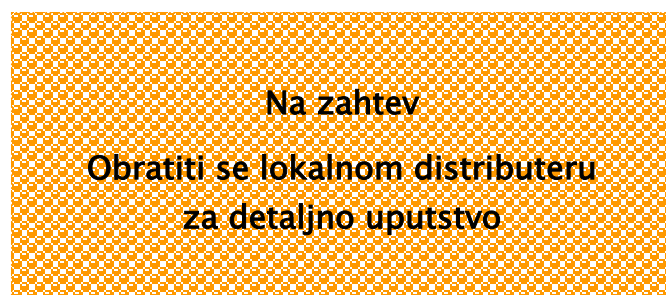 Na zahtev
Obratiti se lokalnom distributeru
za detaljno uputstvo